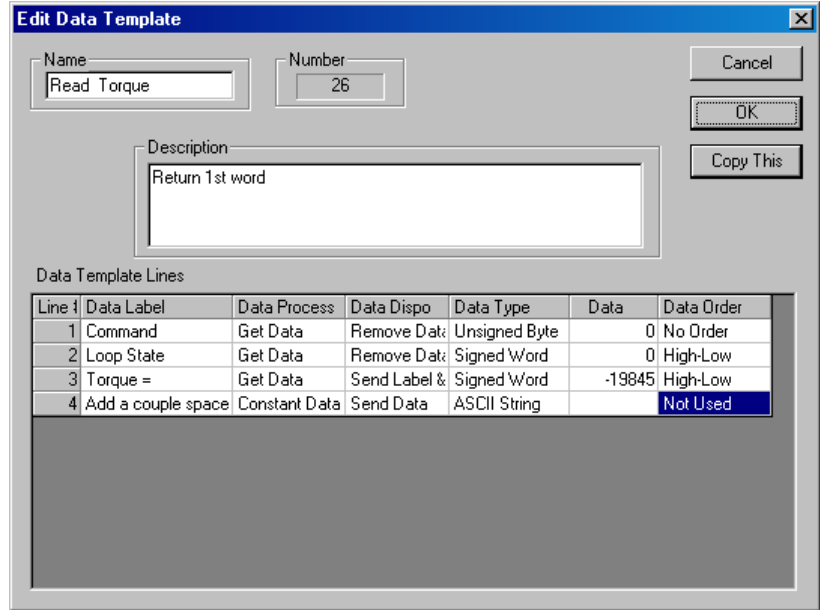 Edit Data Template
Name
Read  Torque
Number
26
Cancel
OK
Copy This
Description
Return 1st word
Data Template Lines
Line # Data Label Data Process Data Dispo Data Type Data Data Order
1 Command Get Data Remove Data Unsigned Byte 0 No Order
2 Loop State Get Data Remove Data Signed Word 0 High-Low
3 Torque = Get Data Send Label & Signed Word -19845 High-Low
4 Add a couple space Constant Data Send Data ASCII String Not Used